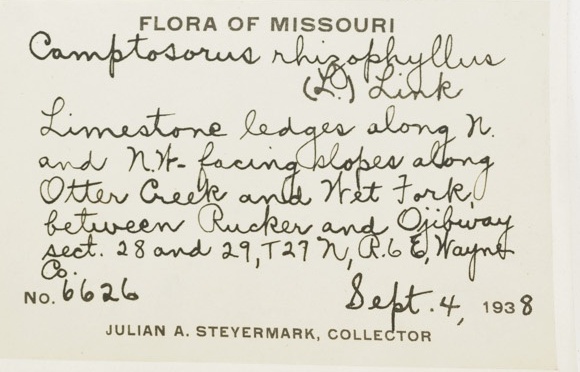 FLORA OF MISSOURI
Camptosorus rhizophyllus
(L.) Link
Limestone ledges along N.
and N.W- facing slopes along
Otter Creek and Wet Fork,
between Rucker and Ojibway
sect. 28 and 29, T27 N, R.6 E, Wayne
Co.
NO. 6626 Sept. 4, 1938
JULIAN A. STEYERMARK, COLLECTOR